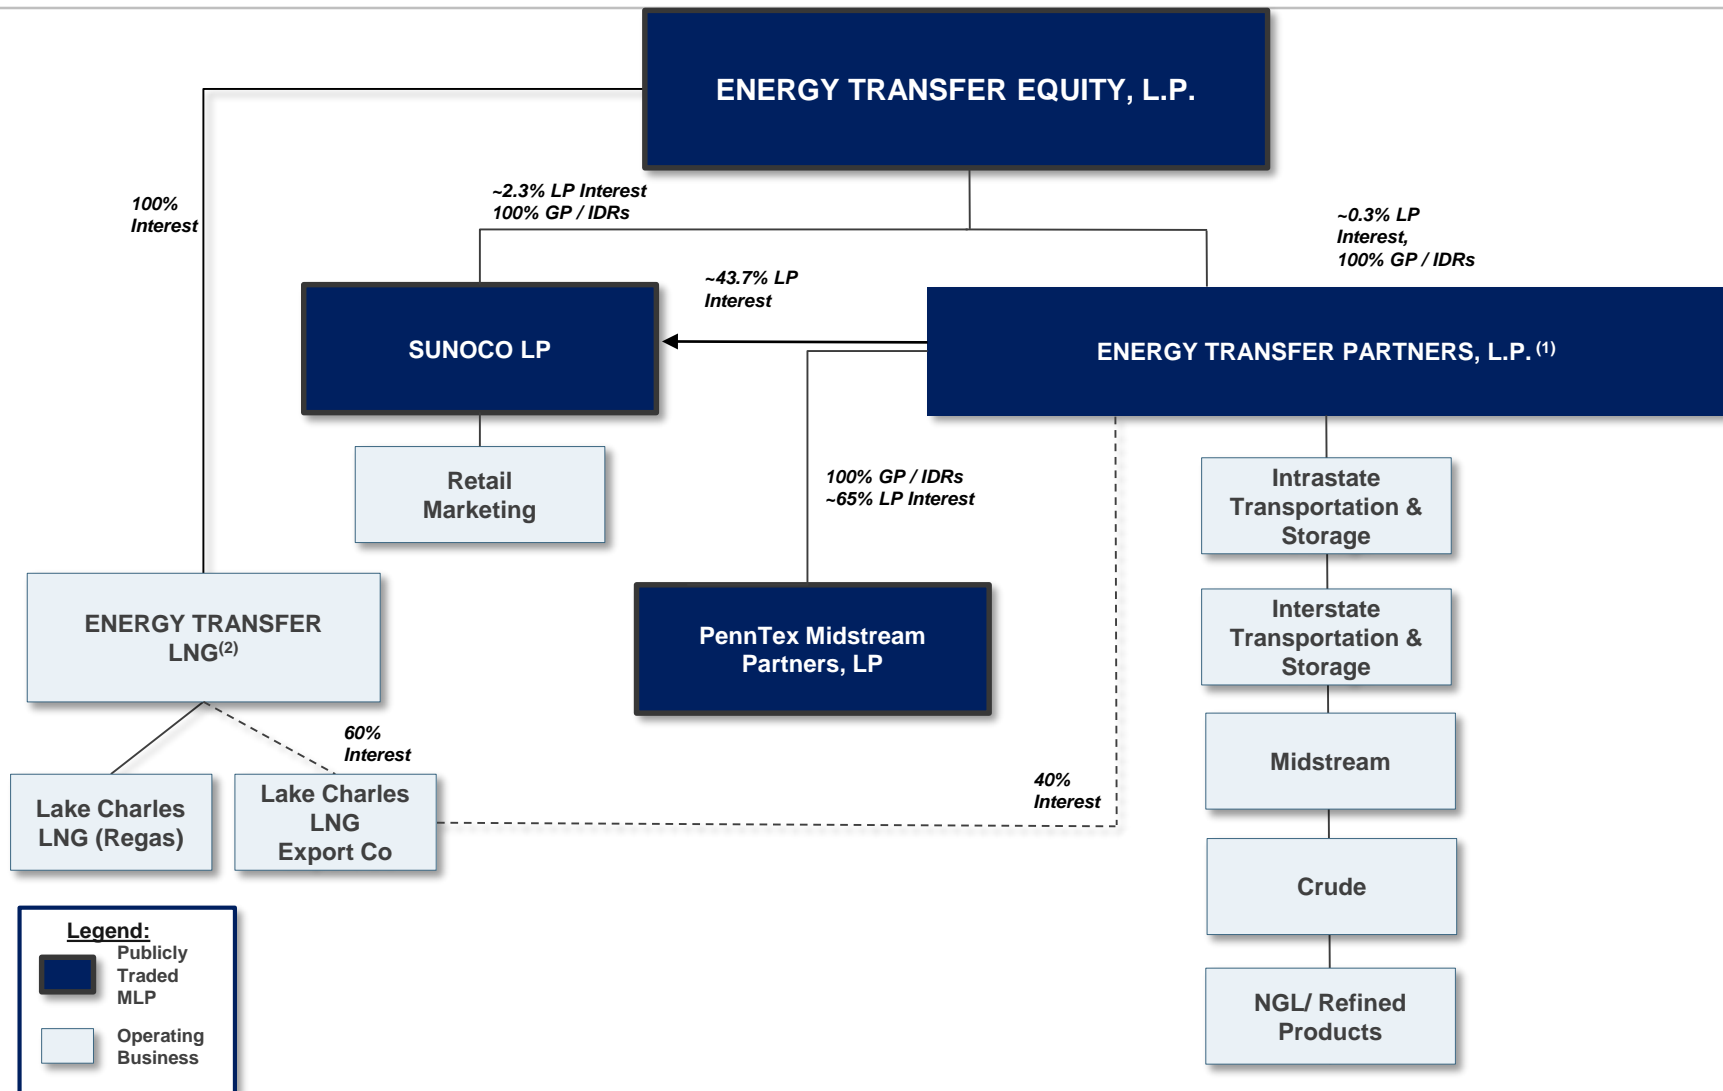 ENERGY TRANSFER EQUITY, L.P.
100%
Interest
~2.3% LP Interest
100% GP / IDRs
~0.3% LP
Interest,
100% GP / IDRs
~43.7% LP
Interest
SUNOCO LP
ENERGY TRANSFER PARTNERS, L.P. (1)
Retail
Marketing
100% GP / IDRs
~65% LP Interest
Intrastate
Transportation &
Storage
ENERGY TRANSFER
LNG(2)
PennTex Midstream
Partners, LP
Interstate
Transportation &
Storage
60%
Interest
Midstream
Lake Charles
LNG (Regas)
Lake Charles
LNG
Export Co
40%
Interest
Crude
NGL/ Refined
Products
Legend:
Publicly
Traded
MLP
Operating
Business